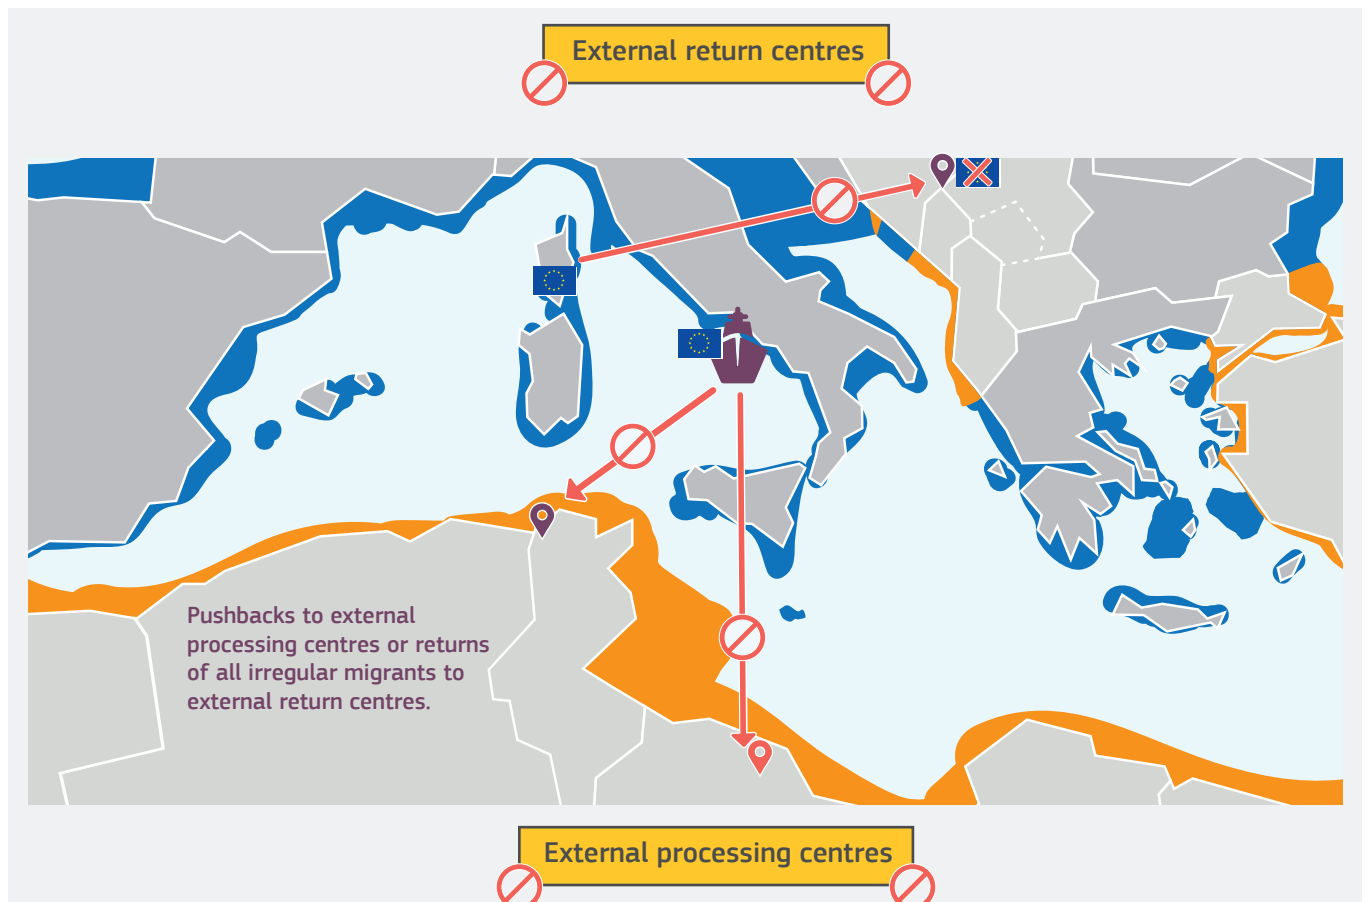 External return centres
Pushbacks to external
processing centres or returns
of all irregular migrants to
external return centres.
External processing centres